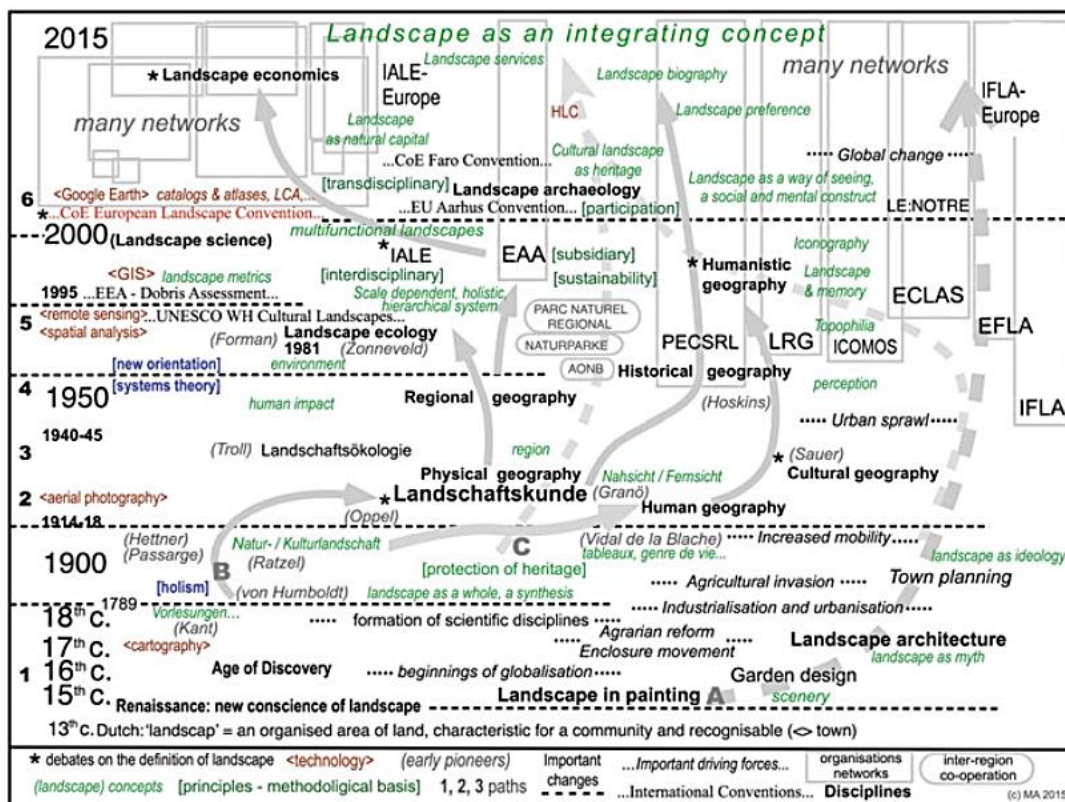 2015
Landscape as an integrating concept
* Landscape economics
IALE-
Europe
Landscape services
Landscape biography
many networks
many networks
IFLA-
Europe
HLC
Landscape preference
Landscape
as natural capital
...CoE Faro Convention...
Cultural landscape
as heritage
····· Global change ·····
[transdisciplinary]
Landscape archaeology
Landscape as a way of seeing,
a social and mental construct
6
<Google Earth> catalogs & atlases, LCA,...
...EU Aarhus Convention... [participation]
LE:NOTRE
*...CoE European Landscape Convention...
2000 (Landscape science)
multifunctional landscapes
* IALE
EAA
[subsidiary]
Iconography
<GIS> landscape metrics
[interdisciplinary]
[sustainability]
* Humanistic
geography
Landscape
& memory
1995 ...EEA - Dobris Assessment...
Scale dependent, holistic,
hierarchical system
ECLAS
5
<remote sensing>...UNESCO WH Cultural Landscapes...
<spatial analysis>
PARC NATUREL
REGIONAL
(Forman)
Landscape ecology
1981 (Zonneveld)
NATURPARKE
PECSRL
LRG
Topophilia
ICOMOS
EFLA
[new orientation]
environment
AONB
Historical geography
4
[systems theory]
1950
human impact
Regional geography
perception
(Hoskins)
IFLA
····· Urban sprawl ·····
1940-45
3
(Troll) Landschaftsökologie
region
(Sauer)
* Cultural geography
Physical geography
Nahsicht / Fernsicht
2
<aerial photography>
* Landschaftskunde (Granö)
(Oppel)
Human geography
1914-18
(Hettner)
(Passarge)
Natur- / Kulturlandschaft
(Ratzel)
C
(Vidal de la Blache)
tableaux, genre de vie...
····· Increased mobility ·····
landscape as ideology
1900
B
[protection of heritage]
Town planning
[holism]
(von Humboldt)
landscape as a whole, a synthesis
····· Agricultural invasion ·····
1789
····· Industrialisation and urbanisation ·····
18th c.
Vorlesungen...
(Kant)
····· formation of scientific disciplines ·····
17th c.
<cartography>
····· Agrarian reform
Enclosure movement ·····
Landscape architecture
landscape as myth
1
16th c.
Age of Discovery
····· beginnings of globalisation ·····
Garden design
15th c.
Landscape in painting A
scenery
Renaissance: new conscience of landscape
13th c. Dutch: 'landscap' = an organised area of land, characteristic for a community and recognisable (<> town)
* debates on the definition of landscape
<technology>
(early pioneers)
Important
changes
...Important driving forces...
organisations
networks
inter-region
co-operation
(landscape) concepts
[principles - methodological basis]
1, 2, 3 paths
...International Conventions...
Disciplines
(c) MA 2015